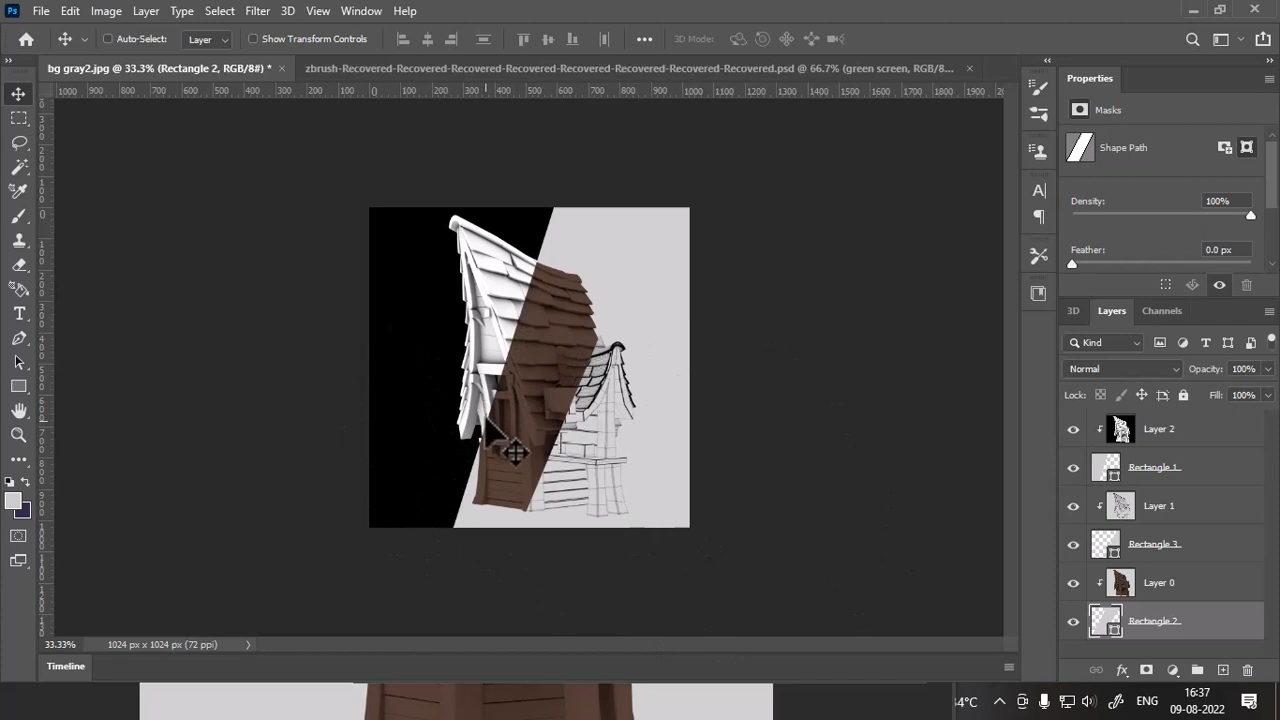 Ps File Edit Image Layer Type Select Filter 3D View Window Help
Auto-Select: Layer Show Transform Controls 3D Mode:
bg gray2.jpg @ 33.3% (Rectangle 2, RGB/8#) * × zbrush-Recovered-Recovered-Recovered-Recovered-Recovered-Recovered-Recovered-Recovered.psd @ 66.7% (green screen, RGB/8... ×
Properties
Masks
Shape Path
Density: 100%
Feather: 0.0 px
3D Layers Channels
Kind
Normal Opacity: 100%
Lock: Fill: 100%
Layer 2
Rectangle 1
Layer 1
Rectangle 3
Layer 0
Rectangle 2
33.33% 1024 px x 1024 px (72 ppi)
Timeline
ENG 16:37
09-08-2022